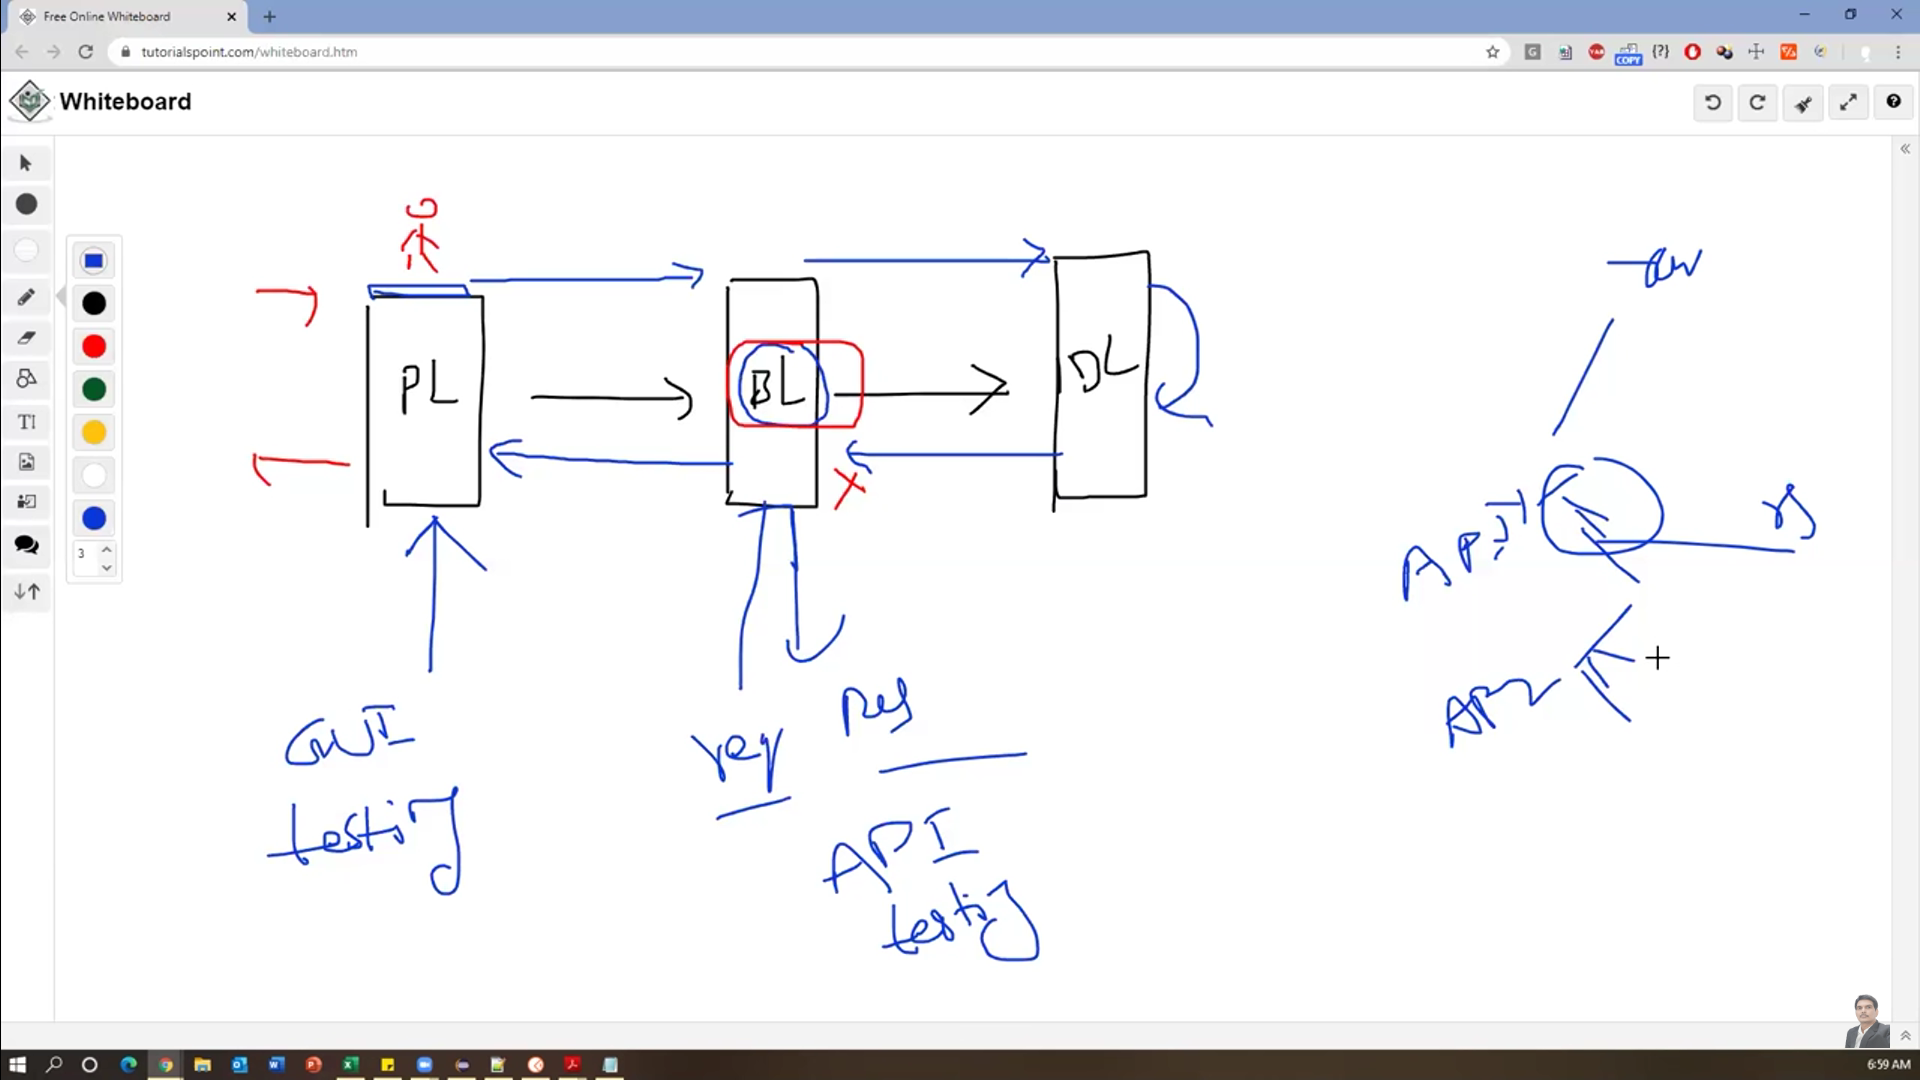 Free Online Whiteboard
tutorialspoint.com/whiteboard.htm
COPY
Whiteboard
PL
BL
DL
TI
3
API
Res
GUI
req
testing
API
testing
6:59 AM